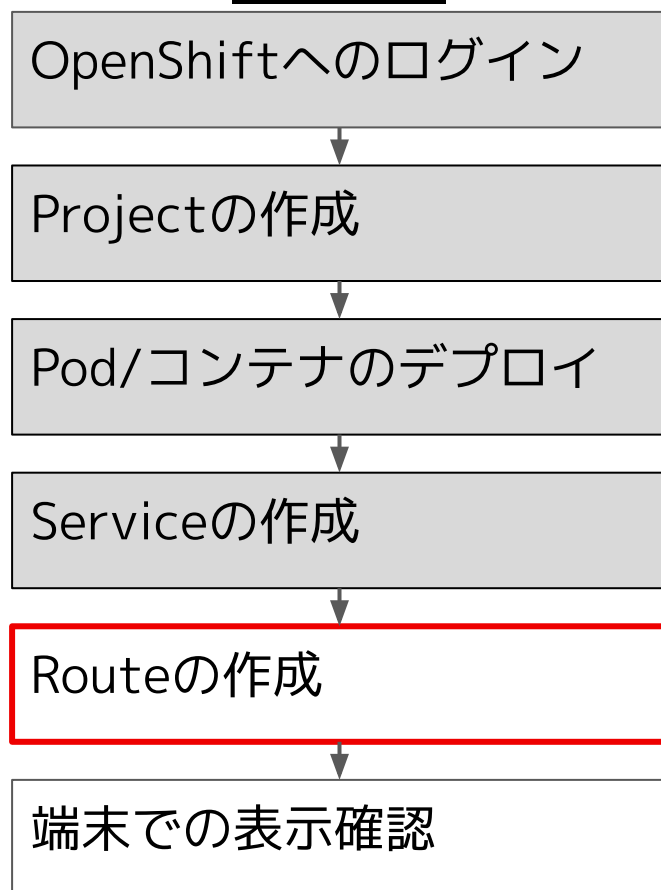 OpenShiftへのログイン
Projectの作成
Pod/コンテナのデプロイ
Serviceの作成
Routeの作成
端末での表示確認